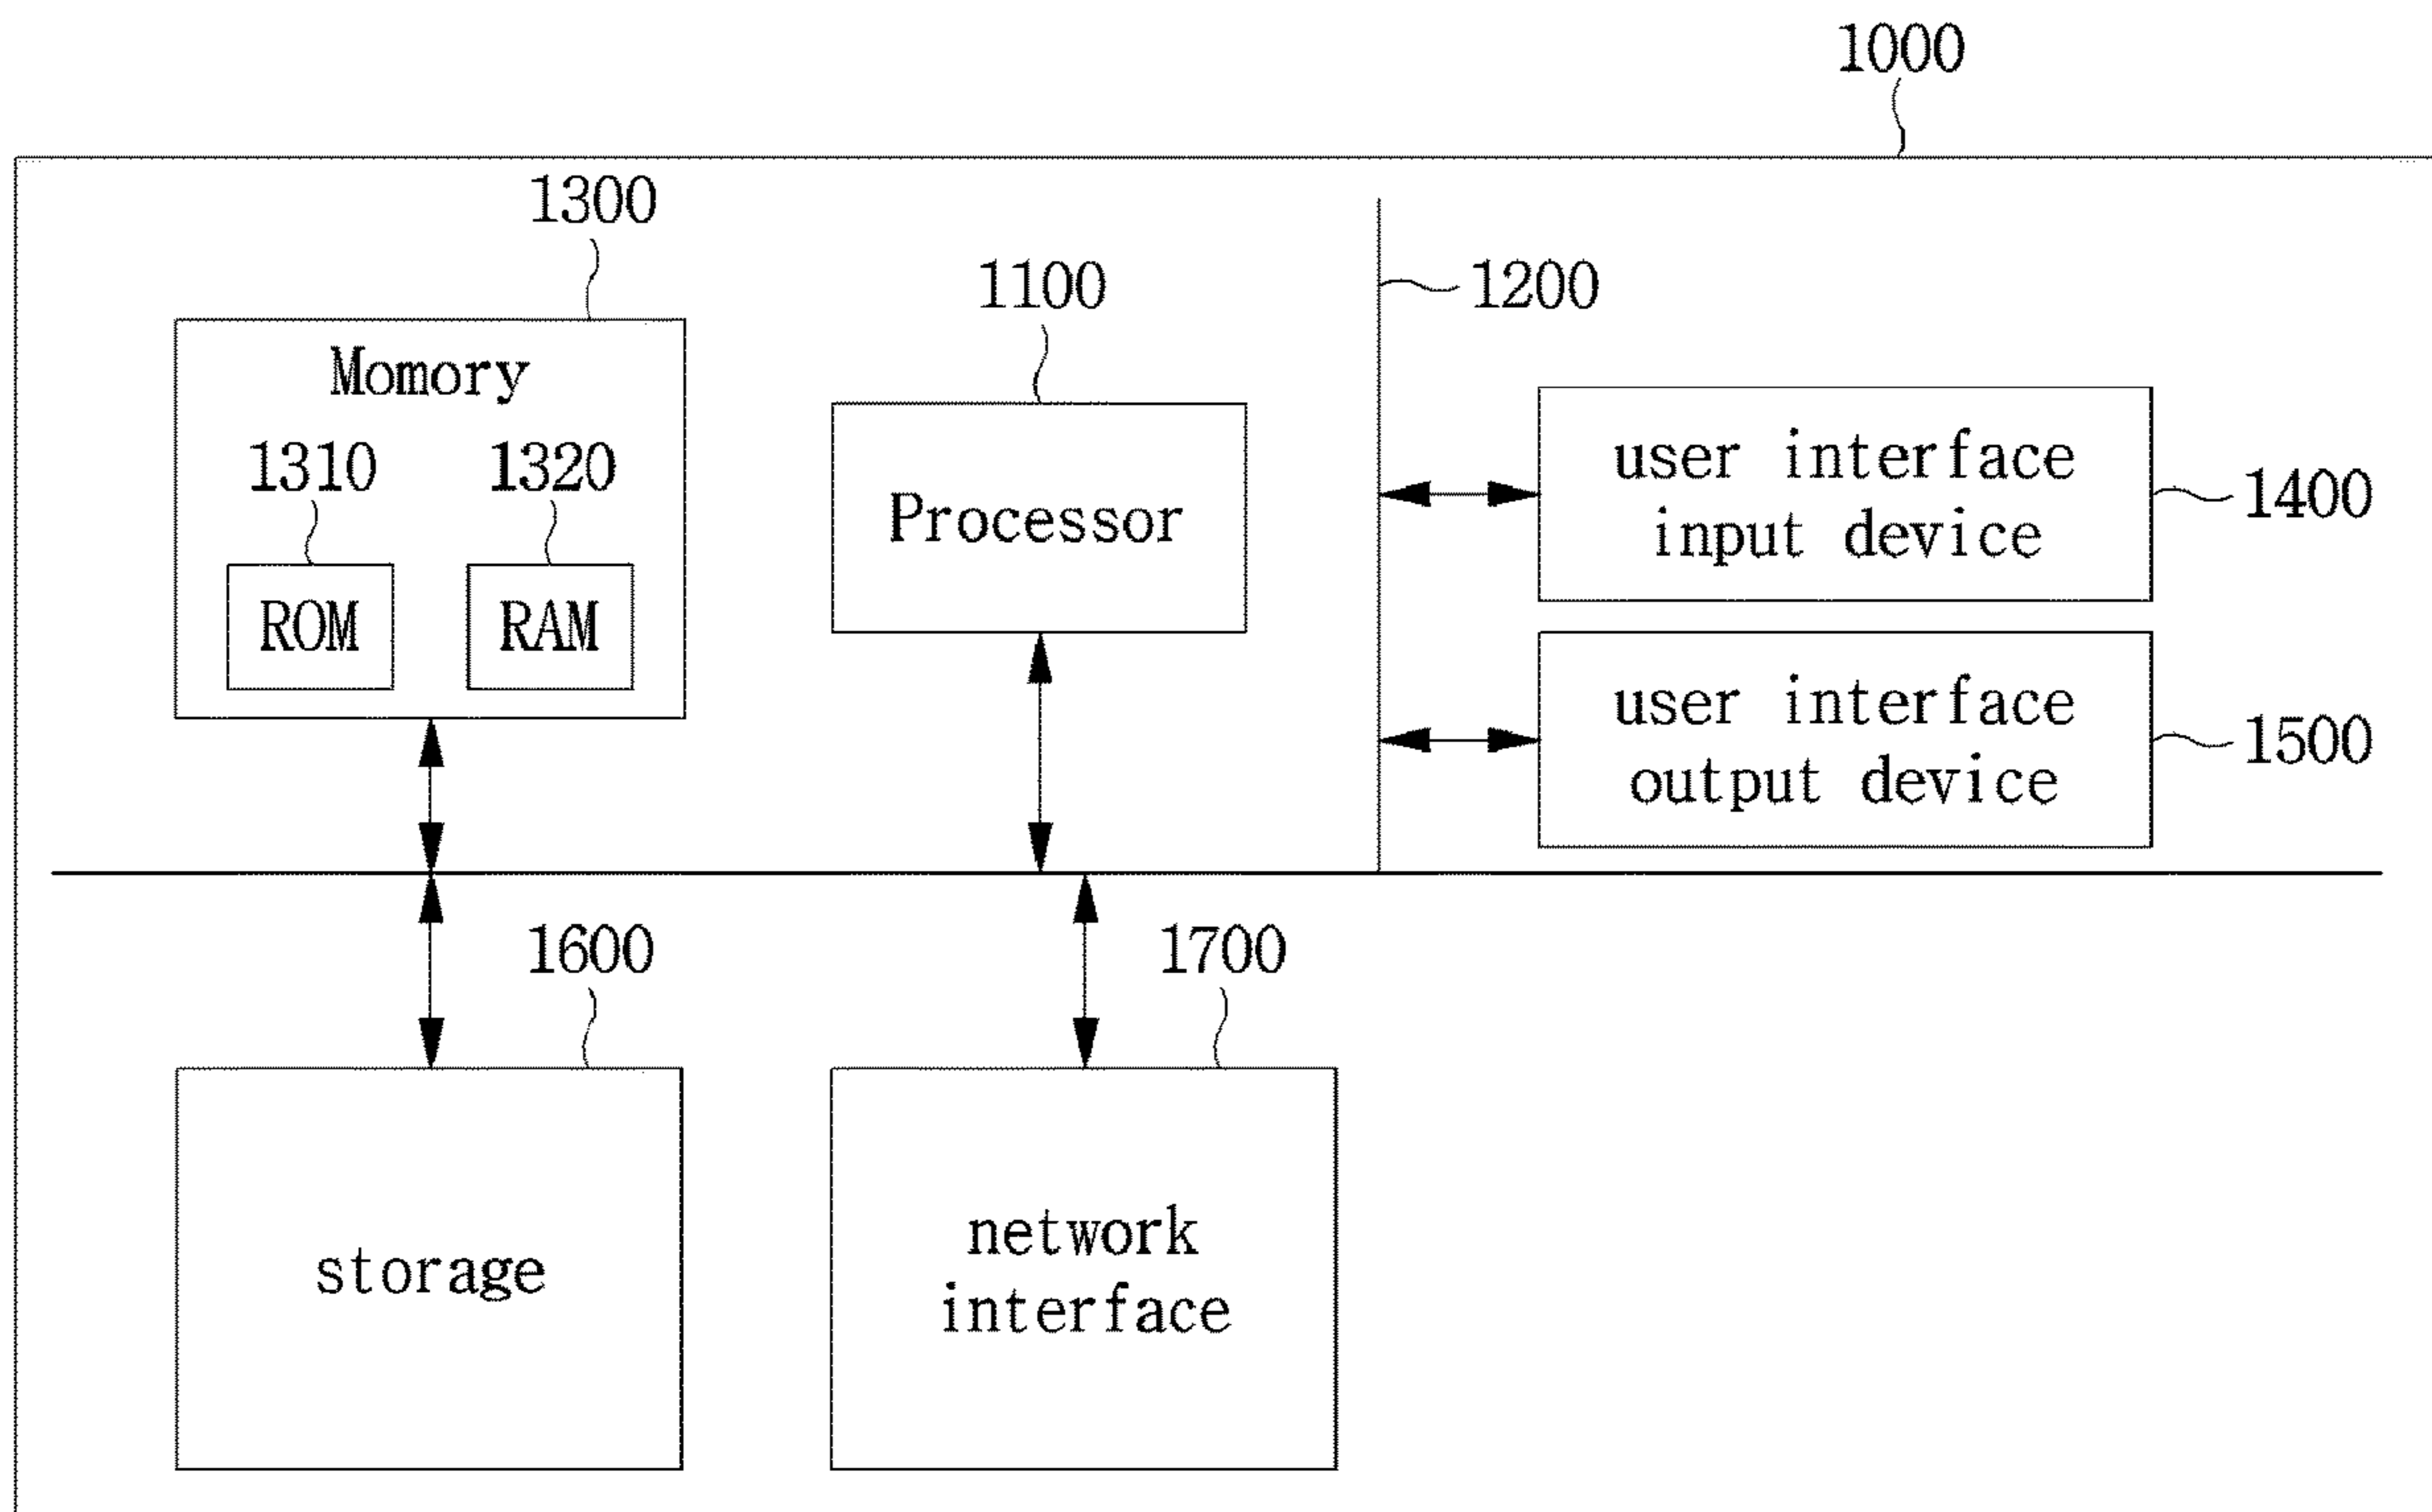 1000
1300
1100
1200
Momory
1310
1320
ROM
RAM
Processor
user interface
input device
1400
user interface
output device
1500
1600
1700
storage
network
interface